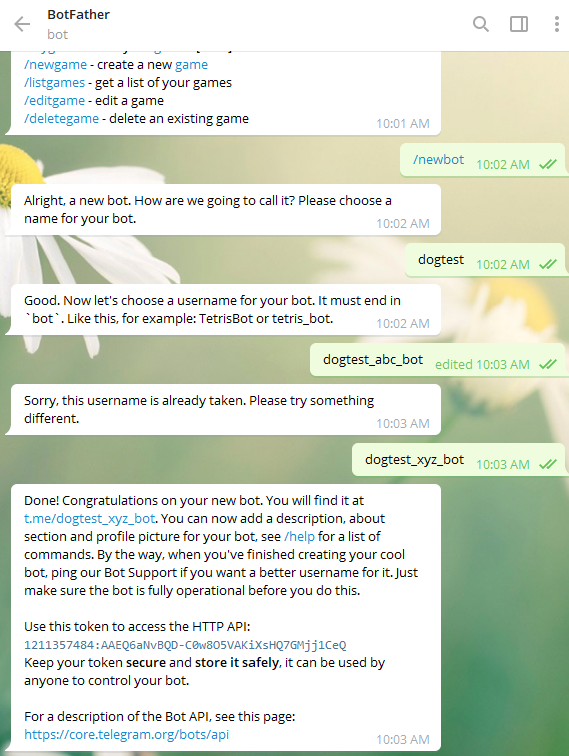 BotFather
bot
/newgame - create a new game
/listgames - get a list of your games
/editgame - edit a game
/deletegame - delete an existing game
10:01 AM
/newbot
10:02 AM
Alright, a new bot. How are we going to call it? Please choose a
name for your bot.
10:02 AM
dogtest
10:02 AM
Good. Now let's choose a username for your bot. It must end in
`bot`. Like this, for example: TetrisBot or tetris_bot.
10:02 AM
dogtest_abc_bot
edited 10:03 AM
Sorry, this username is already taken. Please try something
different.
10:03 AM
dogtest_xyz_bot
10:03 AM
Done! Congratulations on your new bot. You will find it at
t.me/dogtest_xyz_bot. You can now add a description, about
section and profile picture for your bot, see /help for a list of
commands. By the way, when you've finished creating your cool
bot, ping our Bot Support if you want a better username for it. Just
make sure the bot is fully operational before you do this.
Use this token to access the HTTP API:
1211357484:AAEQ6aNvBQD-C0w8O5VAKiXsHQ7GMjj1CeQ
Keep your token secure and store it safely, it can be used by
anyone to control your bot.
For a description of the Bot API, see this page:
https://core.telegram.org/bots/api
10:03 AM